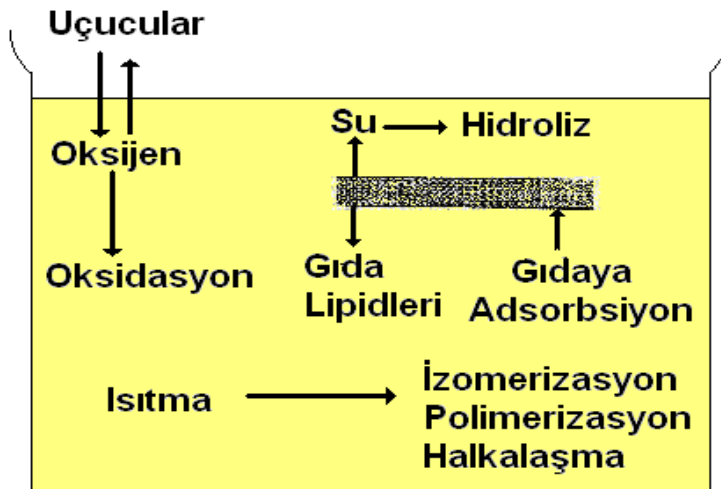 Uçucular
Su Hidroliz
Oksijen
Oksidasyon
Gıda
Lipidleri
Gıdaya
Adsorbsiyon
Isıtma
İzomerizasyon
Polimerizasyon
Halkalaşma